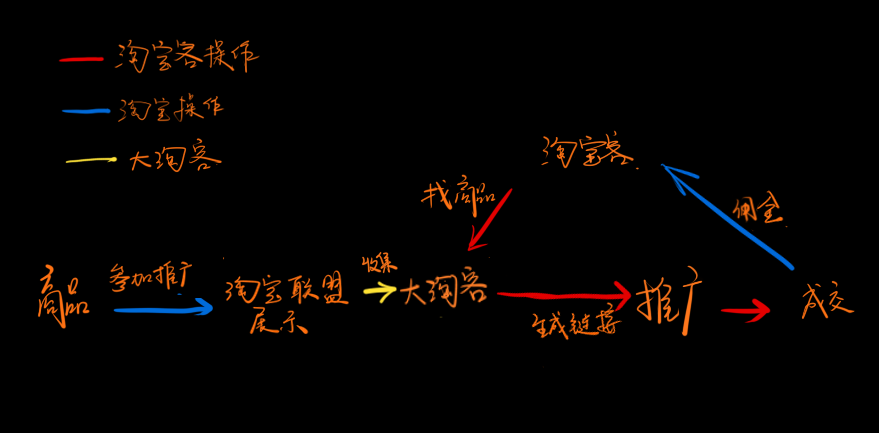 淘宝客操作
淘宝操作
大淘客
淘宝客
找商品
佣金
商品
参加推广
淘宝联盟
展示
收集
大淘客
生成链接
推广
成交